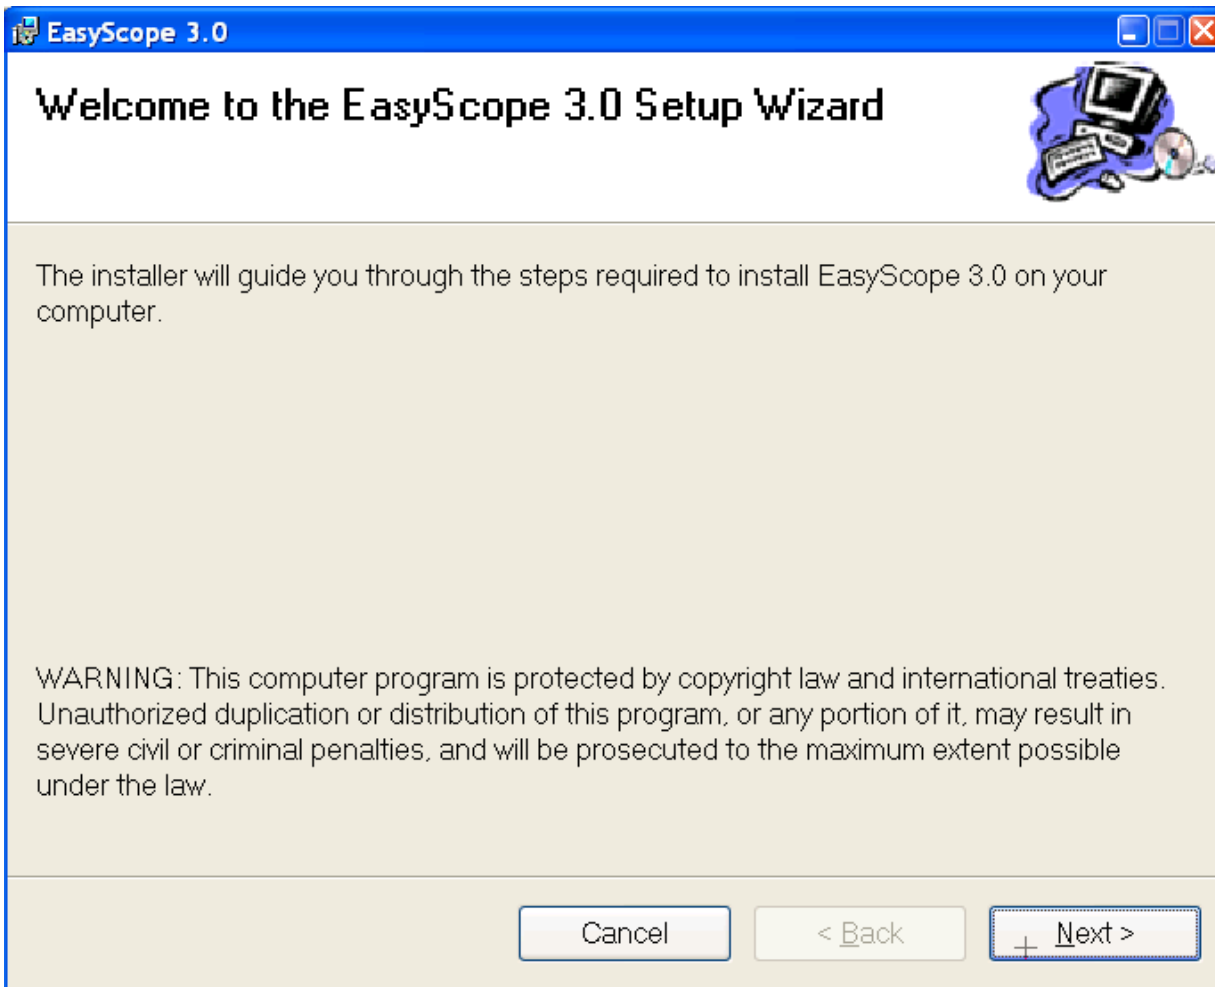 EasyScope 3.0
Welcome to the EasyScope 3.0 Setup Wizard
The installer will guide you through the steps required to install EasyScope 3.0 on your
computer.
WARNING: This computer program is protected by copyright law and international treaties.
Unauthorized duplication or distribution of this program, or any portion of it, may result in
severe civil or criminal penalties, and will be prosecuted to the maximum extent possible
under the law.
Cancel < Back Next >